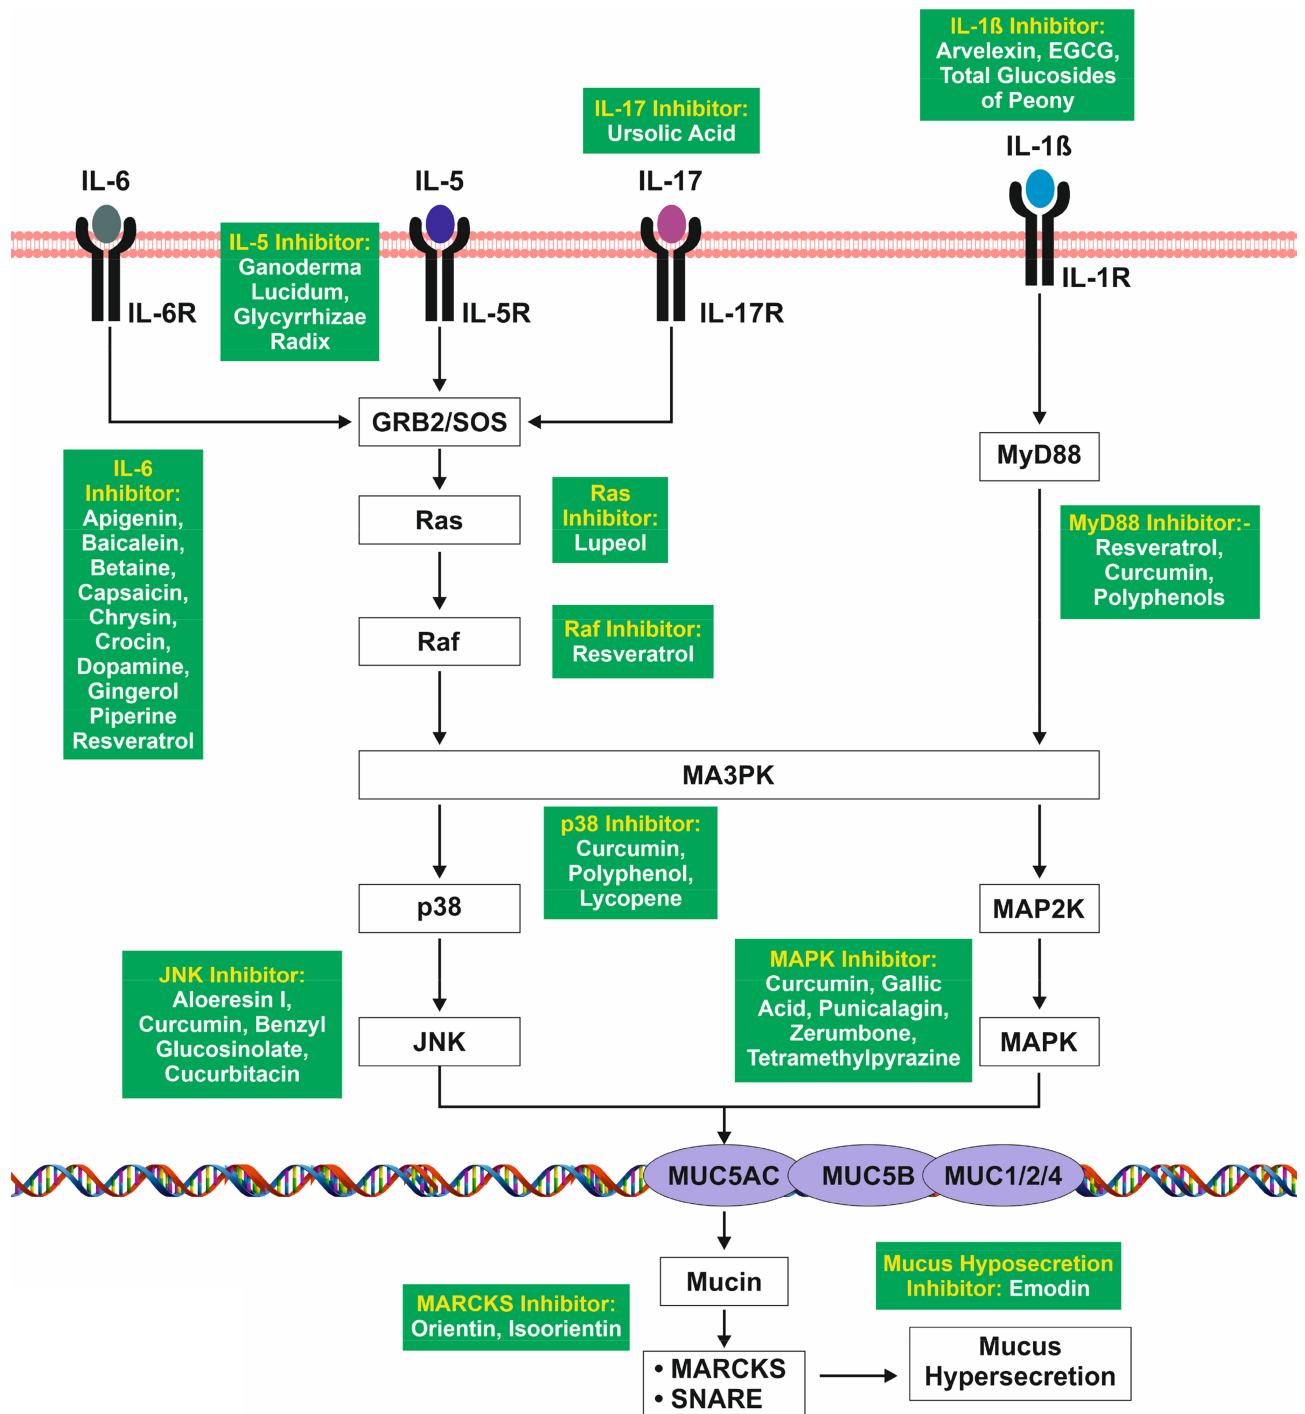 IL-1ß Inhibitor:
Arvelexin, EGCG,
Total Glucosides
of Peony
IL-17 Inhibitor:
Ursolic Acid
IL-1ß
IL-6
IL-5
IL-17
IL-5 Inhibitor:
Ganoderma
Lucidum,
Glycyrrhizae
Radix
IL-6R
IL-5R
IL-17R
IL-1R
GRB2/SOS
MyD88
IL-6
Inhibitor:
Apigenin,
Baicalein,
Betaine,
Capsaicin,
Chrysin,
Crocin,
Dopamine,
Gingerol
Piperine
Resveratrol
Ras
Ras
Inhibitor:
Lupeol
MyD88 Inhibitor:-
Resveratrol,
Curcumin,
Polyphenols
Raf
Raf Inhibitor:
Resveratrol
MA3PK
p38 Inhibitor:
Curcumin,
Polyphenol,
Lycopene
p38
MAP2K
JNK Inhibitor:
Aloeresin I,
Curcumin, Benzyl
Glucosinolate,
Cucurbitacin
JNK
MAPK Inhibitor:
Curcumin, Gallic
Acid, Punicalagin,
Zerumbone,
Tetramethylpyrazine
MAPK
MUC5AC
MUC5B
MUC1/2/4
Mucin
Mucus Hyposecretion
Inhibitor: Emodin
MARCKS Inhibitor:
Orientin, Isoorientin
• MARCKS
• SNARE
Mucus
Hypersecretion